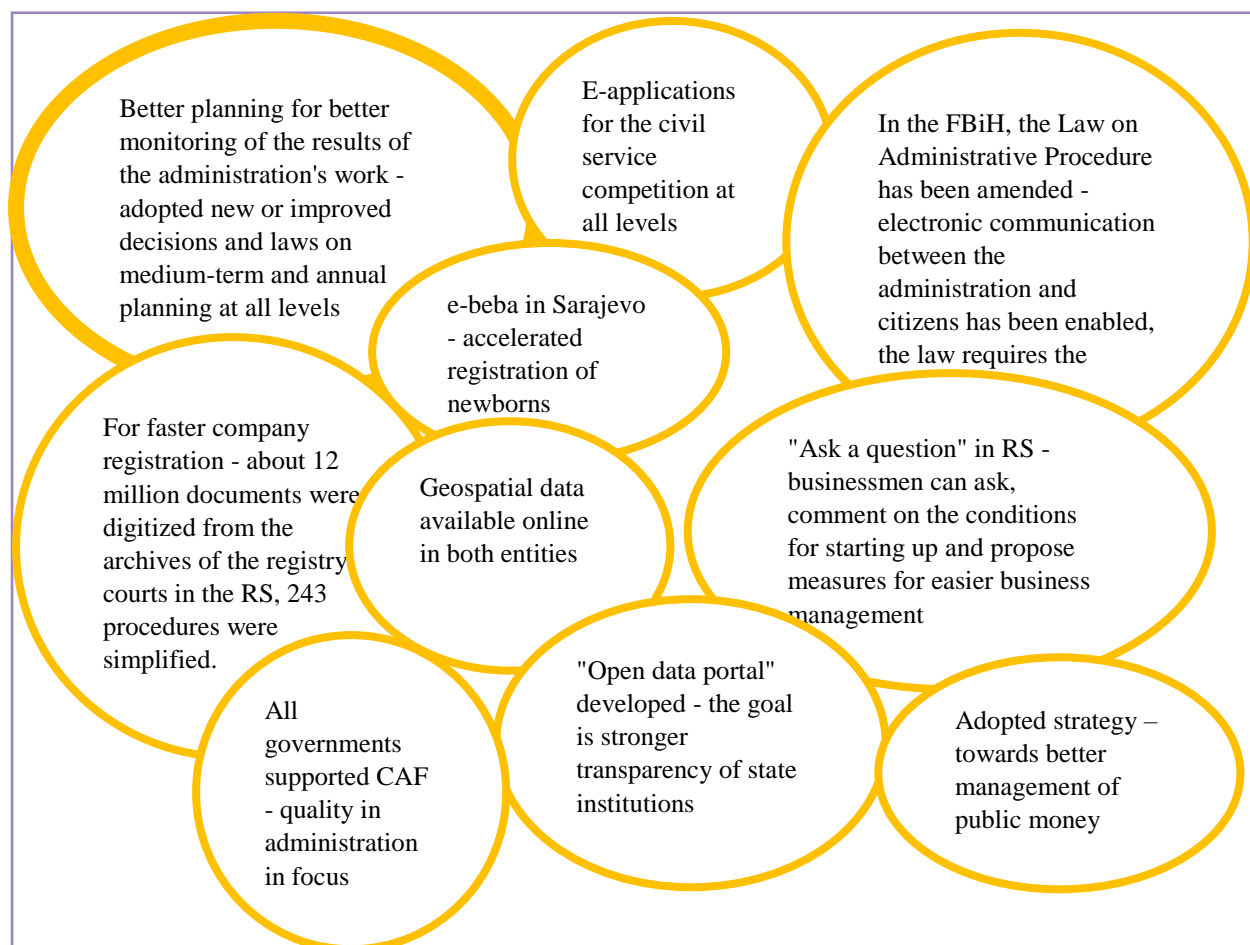 Better planning for better
monitoring of the results of
the administration's work -
adopted new or improved
decisions and laws on
medium-term and annual
planning at all levels
E-applications
for the civil
service
competition at
all levels
In the FBiH, the Law on
Administrative Procedure
has been amended -
electronic communication
between the
administration and
citizens has been enabled,
the law requires the
e-beba in Sarajevo
- accelerated
registration of
newborns
For faster company
registration - about 12
million documents were
digitized from the
archives of the registry
courts in the RS, 243
procedures were
simplified.
Geospatial data
available online
in both entities
"Ask a question" in RS -
businessmen can ask,
comment on the conditions
for starting up and propose
measures for easier business
management
All
governments
supported CAF
- quality in
administration
in focus
"Open data portal"
developed - the goal
is stronger
transparency of state
institutions
Adopted strategy –
towards better
management of
public money